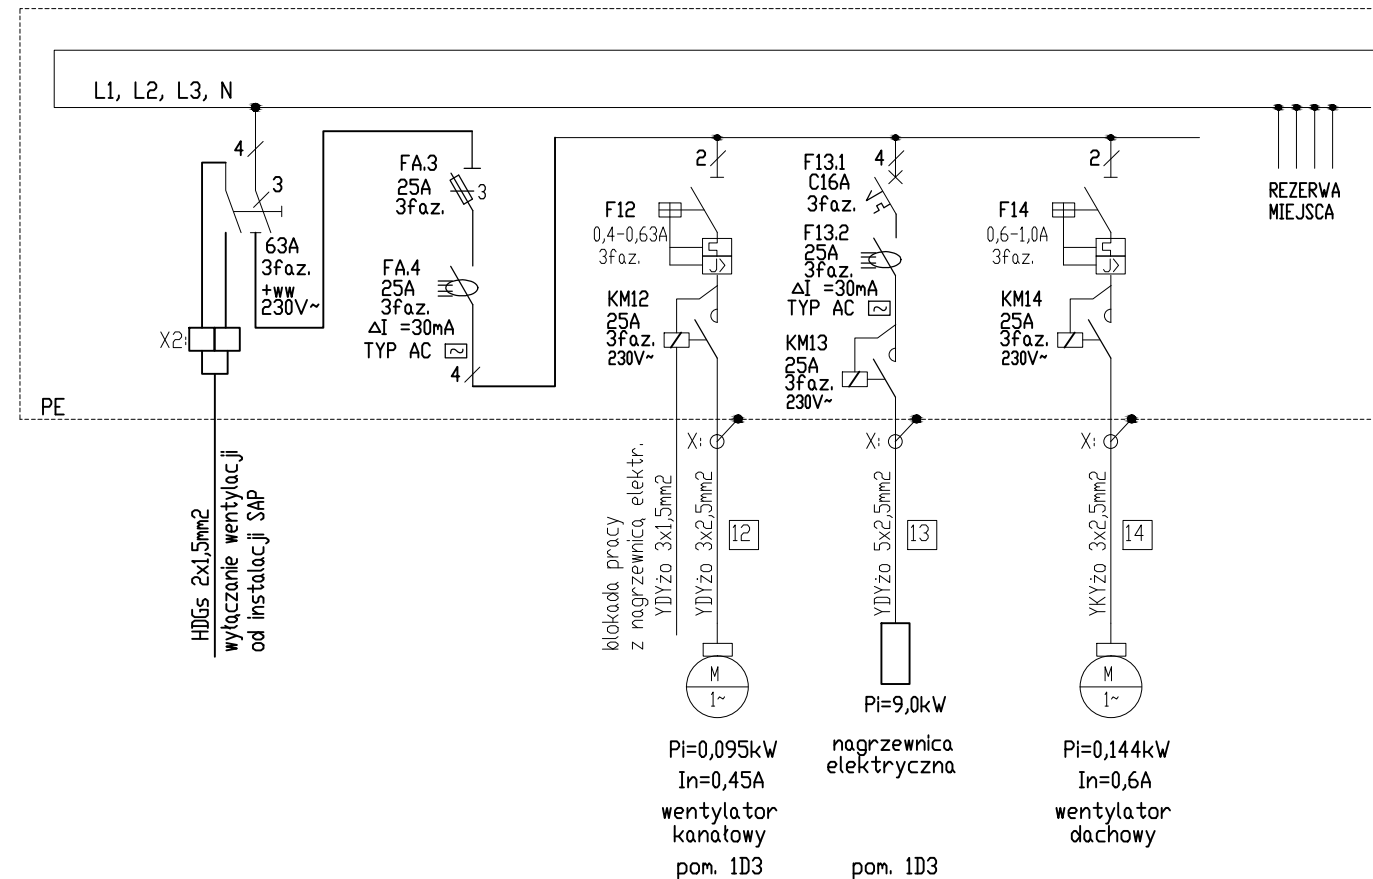 L1, L2, L3, N
4
3
63A
3faz.
+ww
230V~
X2:
HDGs 2x1,5mm2
wyłączanie wentylacji
od instalacji SAP
PE
FA.3
25A
3faz.
3
FA.4
25A
3faz.
ΔI =30mA
TYP AC ~
4
2
F12
0,4-0,63A
3faz.
J>
KM12
25A
3faz.
230V~
X:
blokada pracy
z nagrzewnicą elektr.
YDYżo 3x1,5mm2
YDYżo 3x2,5mm2
12
M
1~
Pi=0,095kW
In=0,45A
wentylator
kanałowy
pom. 1D3
4
F13.1
C16A
3faz.
F13.2
25A
3faz.
ΔI =30mA
TYP AC ~
KM13
25A
3faz.
230V~
X:
YDYżo 5x2,5mm2
13
Pi=9,0kW
nagrzewnica
elektryczna
pom. 1D3
2
F14
0,6-1,0A
3faz.
J>
KM14
25A
3faz.
230V~
X:
YKYżo 3x2,5mm2
14
M
1~
Pi=0,144kW
In=0,6A
wentylator
dachowy
REZERWA
MIEJSCA